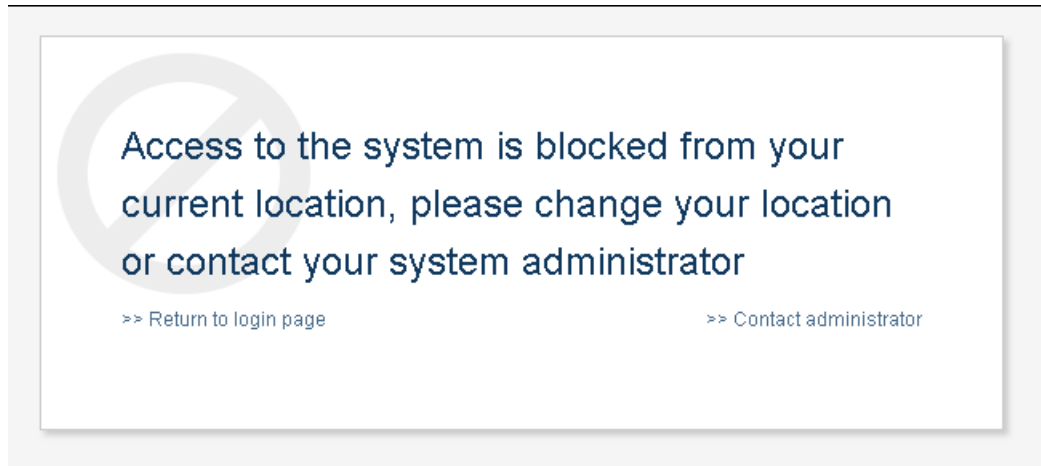 Access to the system is blocked from your
current location, please change your location
or contact your system administrator
>> Return to login page
>> Contact administrator